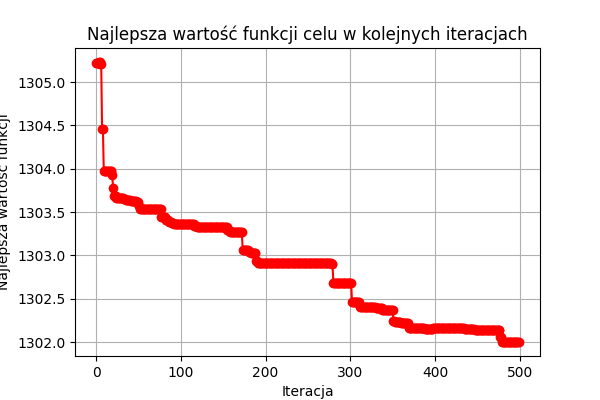 Najlepsza wartość funkcji celu w kolejnych iteracjach
Najlepsza wartość funkcji
1305.0
1304.5
1304.0
1303.5
1303.0
1302.5
1302.0
0 100 200 300 400 500
Iteracja